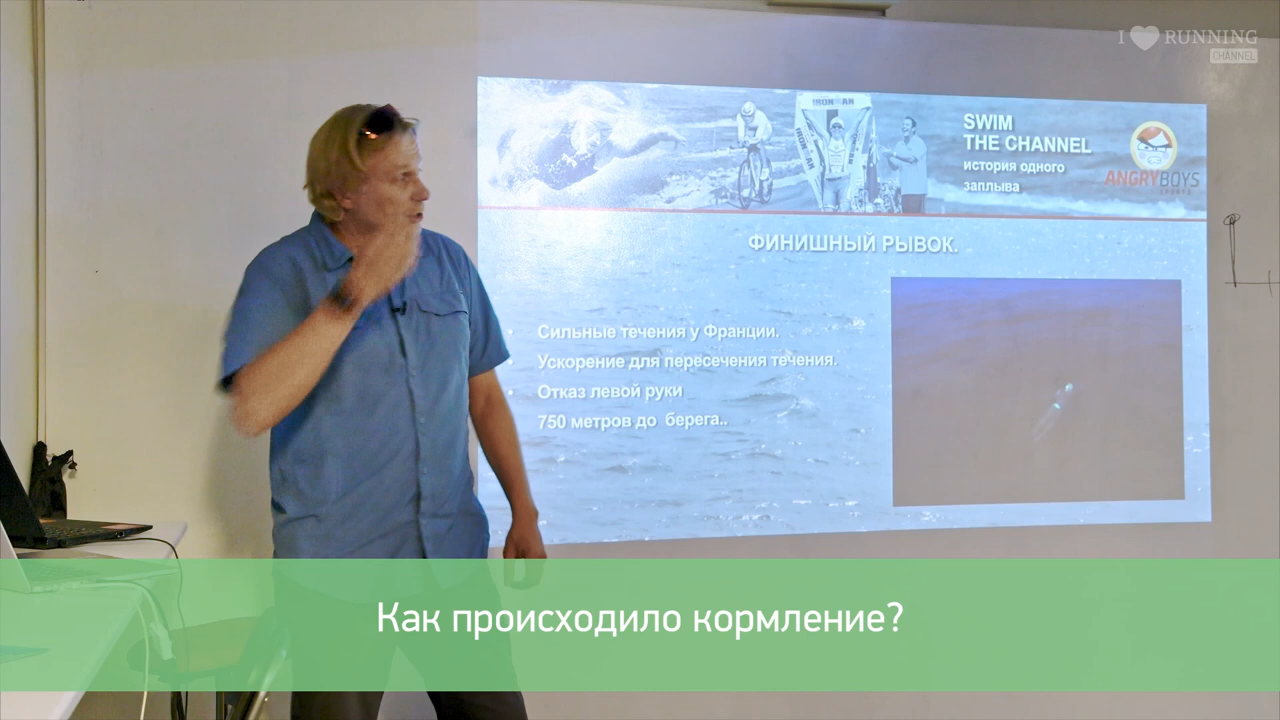 I RUNNING
CHANNEL
IRONMAN
SWIM
THE CHANNEL
история одного
заплыва
ANGRYBOYS
SPORTS
ФИНИШНЫЙ РЫВОК.
Сильные течения у Франции.
Ускорение для пересечения течения.
Отказ левой руки
750 метров до берега..
Как происходило кормление?